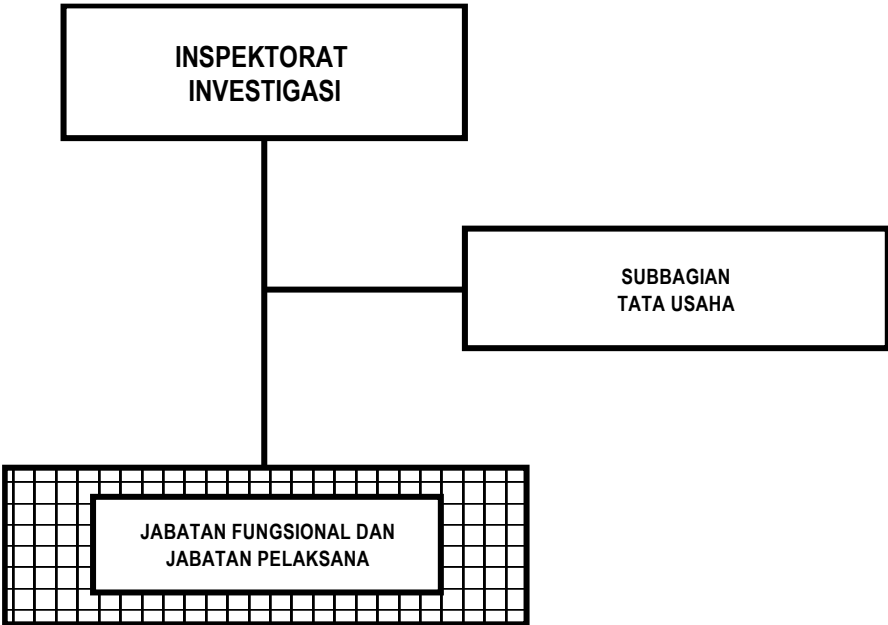 INSPEKTORAT
INVESTIGASI
SUBBAGIAN
TATA USAHA
JABATAN FUNGSIONAL DAN
JABATAN PELAKSANA